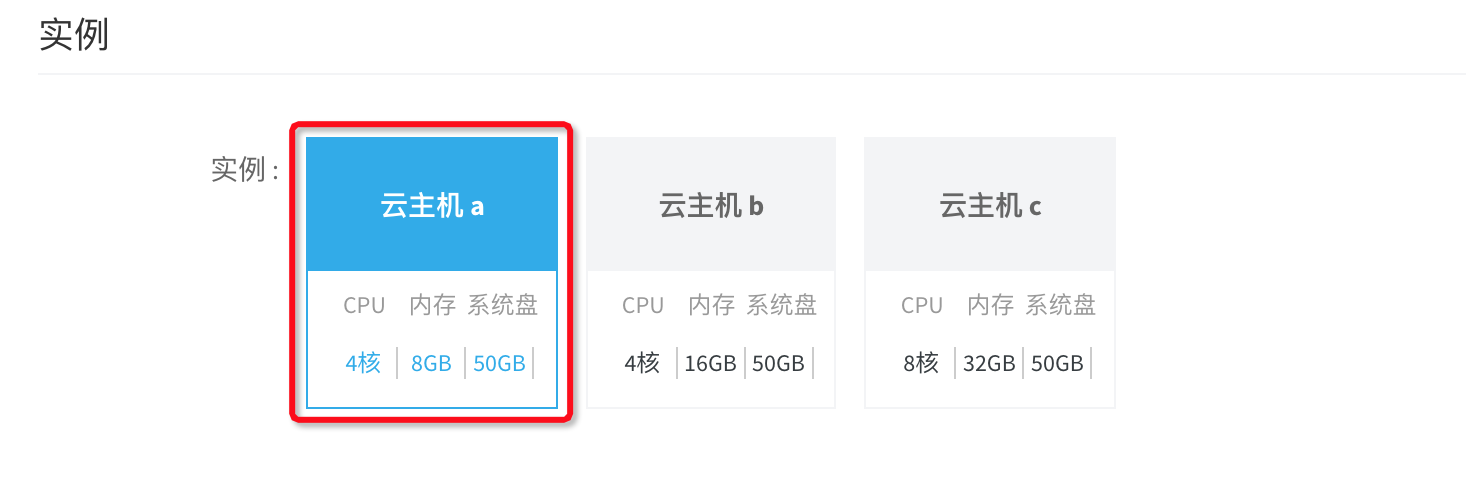 实例
实例 :
云主机 a
CPU 内存 系统盘
4核 8GB 50GB
云主机 b
CPU 内存 系统盘
4核 16GB 50GB
云主机 c
CPU 内存 系统盘
8核 32GB 50GB